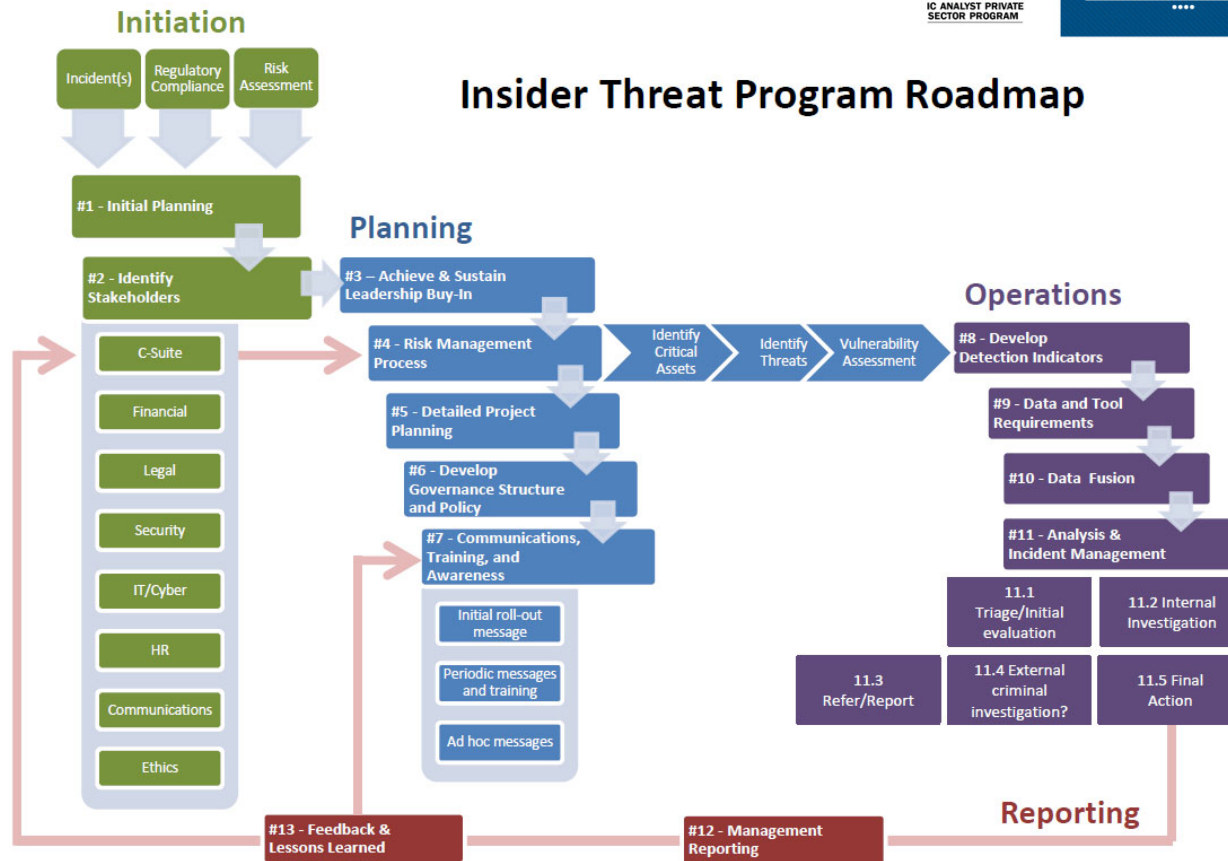 IC ANALYST PRIVATE
SECTOR PROGRAM
Initiation
Incident(s)
Regulatory
Compliance
Risk
Assessment
Insider Threat Program Roadmap
#1 - Initial Planning
Planning
#2 - Identify
Stakeholders
#3 – Achieve & Sustain
Leadership Buy-In
Operations
C-Suite
Financial
Legal
Security
IT/Cyber
HR
Communications
Ethics
#4 - Risk Management
Process
Identify
Critical
Assets
Identify
Threats
Vulnerability
Assessment
#5 - Detailed Project
Planning
#6 - Develop
Governance Structure
and Policy
#7 - Communications,
Training, and
Awareness
Initial roll-out
message
Periodic messages
and training
Ad hoc messages
#8 - Develop
Detection Indicators
#9 - Data and Tool
Requirements
#10 - Data Fusion
#11 - Analysis &
Incident Management
11.1
Triage/Initial
evaluation
11.2 Internal
Investigation
11.3
Refer/Report
11.4 External
criminal
investigation?
11.5 Final
Action
Reporting
#13 - Feedback &
Lessons Learned
#12 - Management
Reporting